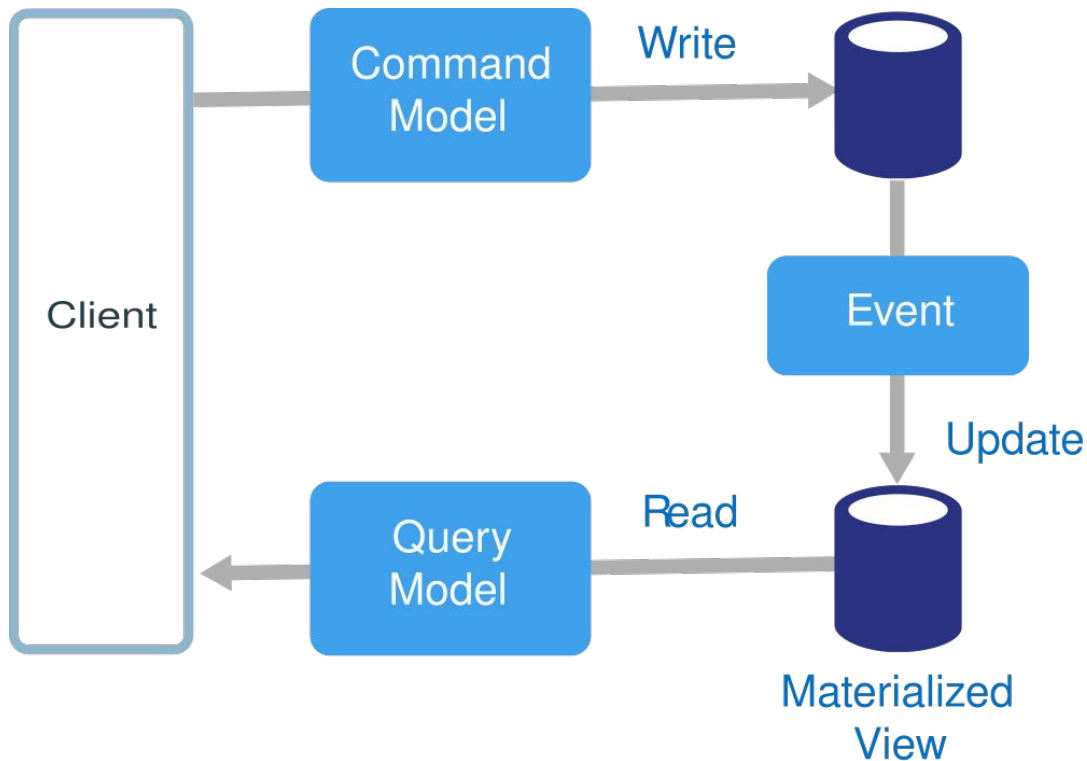 Command
Model
Write
Client
Event
Update
Query
Model
Read
Materialized
View